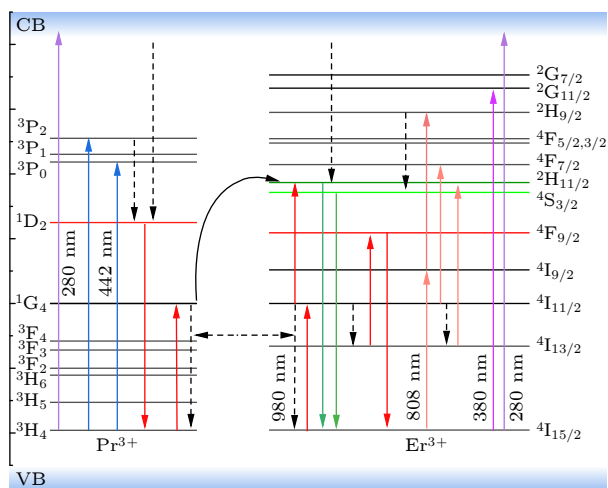 CB
³P₂
³P₁
³P₀
¹D₂
¹G₄
³F₄
³F₃
³F₂
³H₆
³H₅
³H₄
280 nm
442 nm
Pr³⁺
²G₇/₂
²G₁₁/₂
²H₉/₂
⁴F₅/₂,₃/₂
⁴F₇/₂
²H₁₁/₂
⁴S₃/₂
⁴F₉/₂
⁴I₉/₂
⁴I₁₁/₂
⁴I₁₃/₂
⁴I₁₅/₂
980 nm
808 nm
380 nm
280 nm
Er³⁺
VB